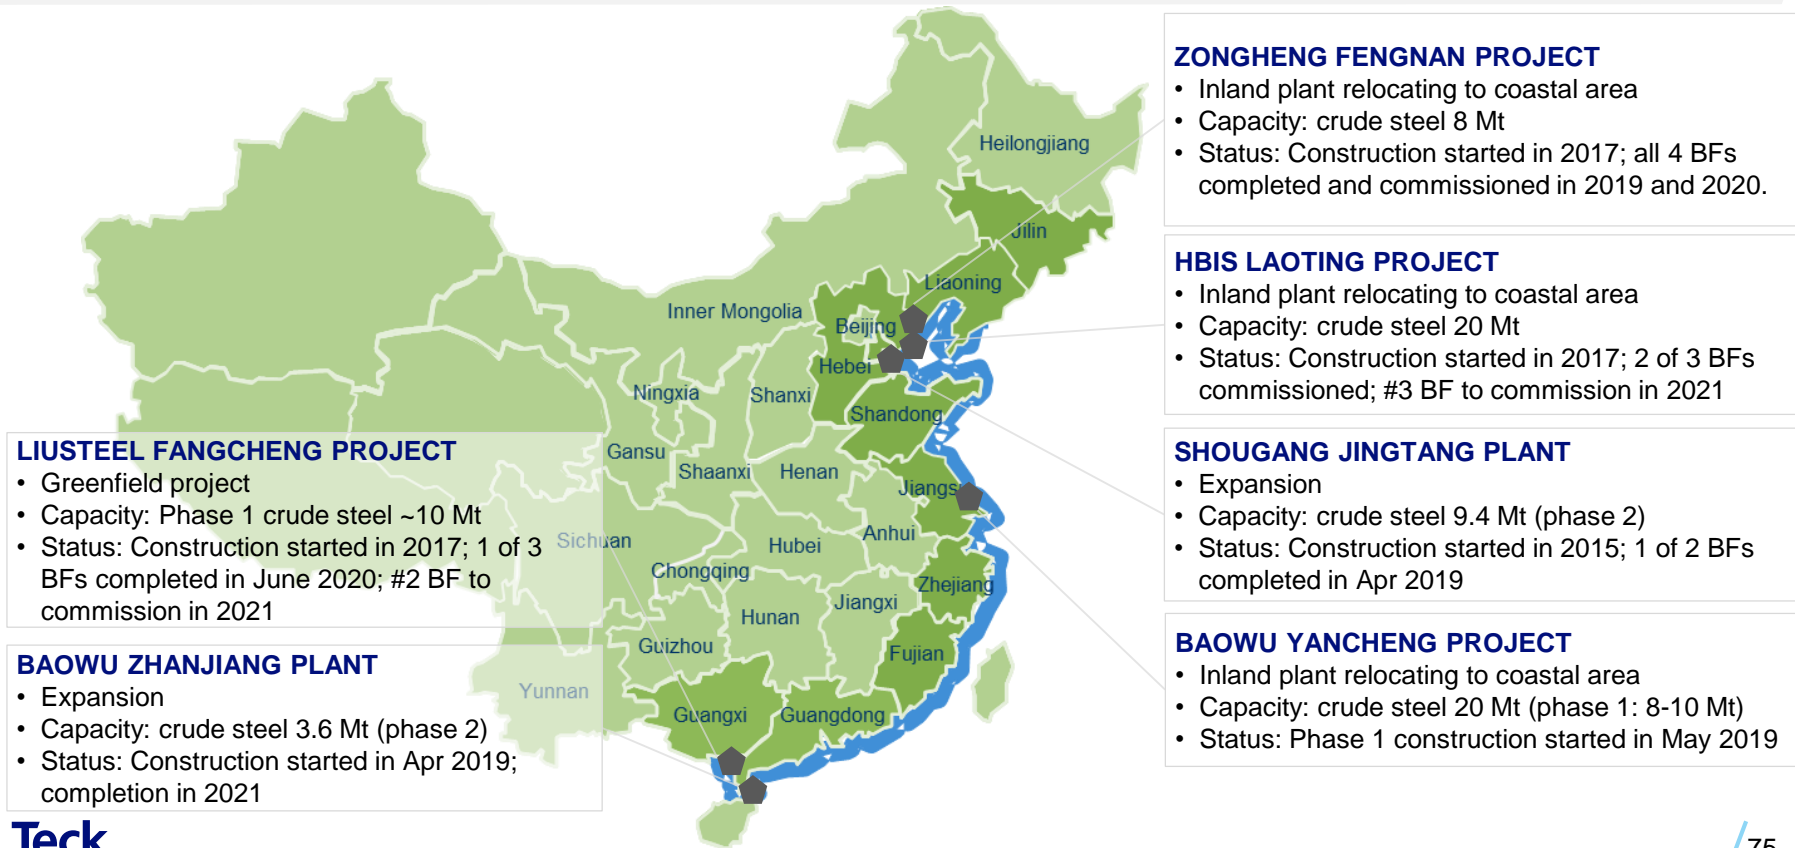 ZONGHENG FENGNAN PROJECT
• Inland plant relocating to coastal area
• Capacity: crude steel 8 Mt
• Status: Construction started in 2017; all 4 BFs
completed and commissioned in 2019 and 2020.
HBIS LAOTING PROJECT
• Inland plant relocating to coastal area
• Capacity: crude steel 20 Mt
• Status: Construction started in 2017; 2 of 3 BFs
commissioned; #3 BF to commission in 2021
SHOUGANG JINGTANG PLANT
• Expansion
• Capacity: crude steel 9.4 Mt (phase 2)
• Status: Construction started in 2015; 1 of 2 BFs
completed in Apr 2019
BAOWU YANCHENG PROJECT
• Inland plant relocating to coastal area
• Capacity: crude steel 20 Mt (phase 1: 8-10 Mt)
• Status: Phase 1 construction started in May 2019
LIUSTEEL FANGCHENG PROJECT
• Greenfield project
• Capacity: Phase 1 crude steel ~10 Mt
• Status: Construction started in 2017; 1 of 3
BFs completed in June 2020; #2 BF to
commission in 2021
BAOWU ZHANJIANG PLANT
• Expansion
• Capacity: crude steel 3.6 Mt (phase 2)
• Status: Construction started in Apr 2019;
completion in 2021
Heilongjiang
Jilin
Liaoning
Inner Mongolia
Beijing
Hebei
Ningxia
Shanxi
Shandong
Gansu
Shaanxi
Henan
Jiangs
Anhui
Sichuan
Hubei
Chongqing
Zhejiang
Jiangxi
Hunan
Guizhou
Fujian
Yunnan
Guangxi
Guangdong
Teck
75